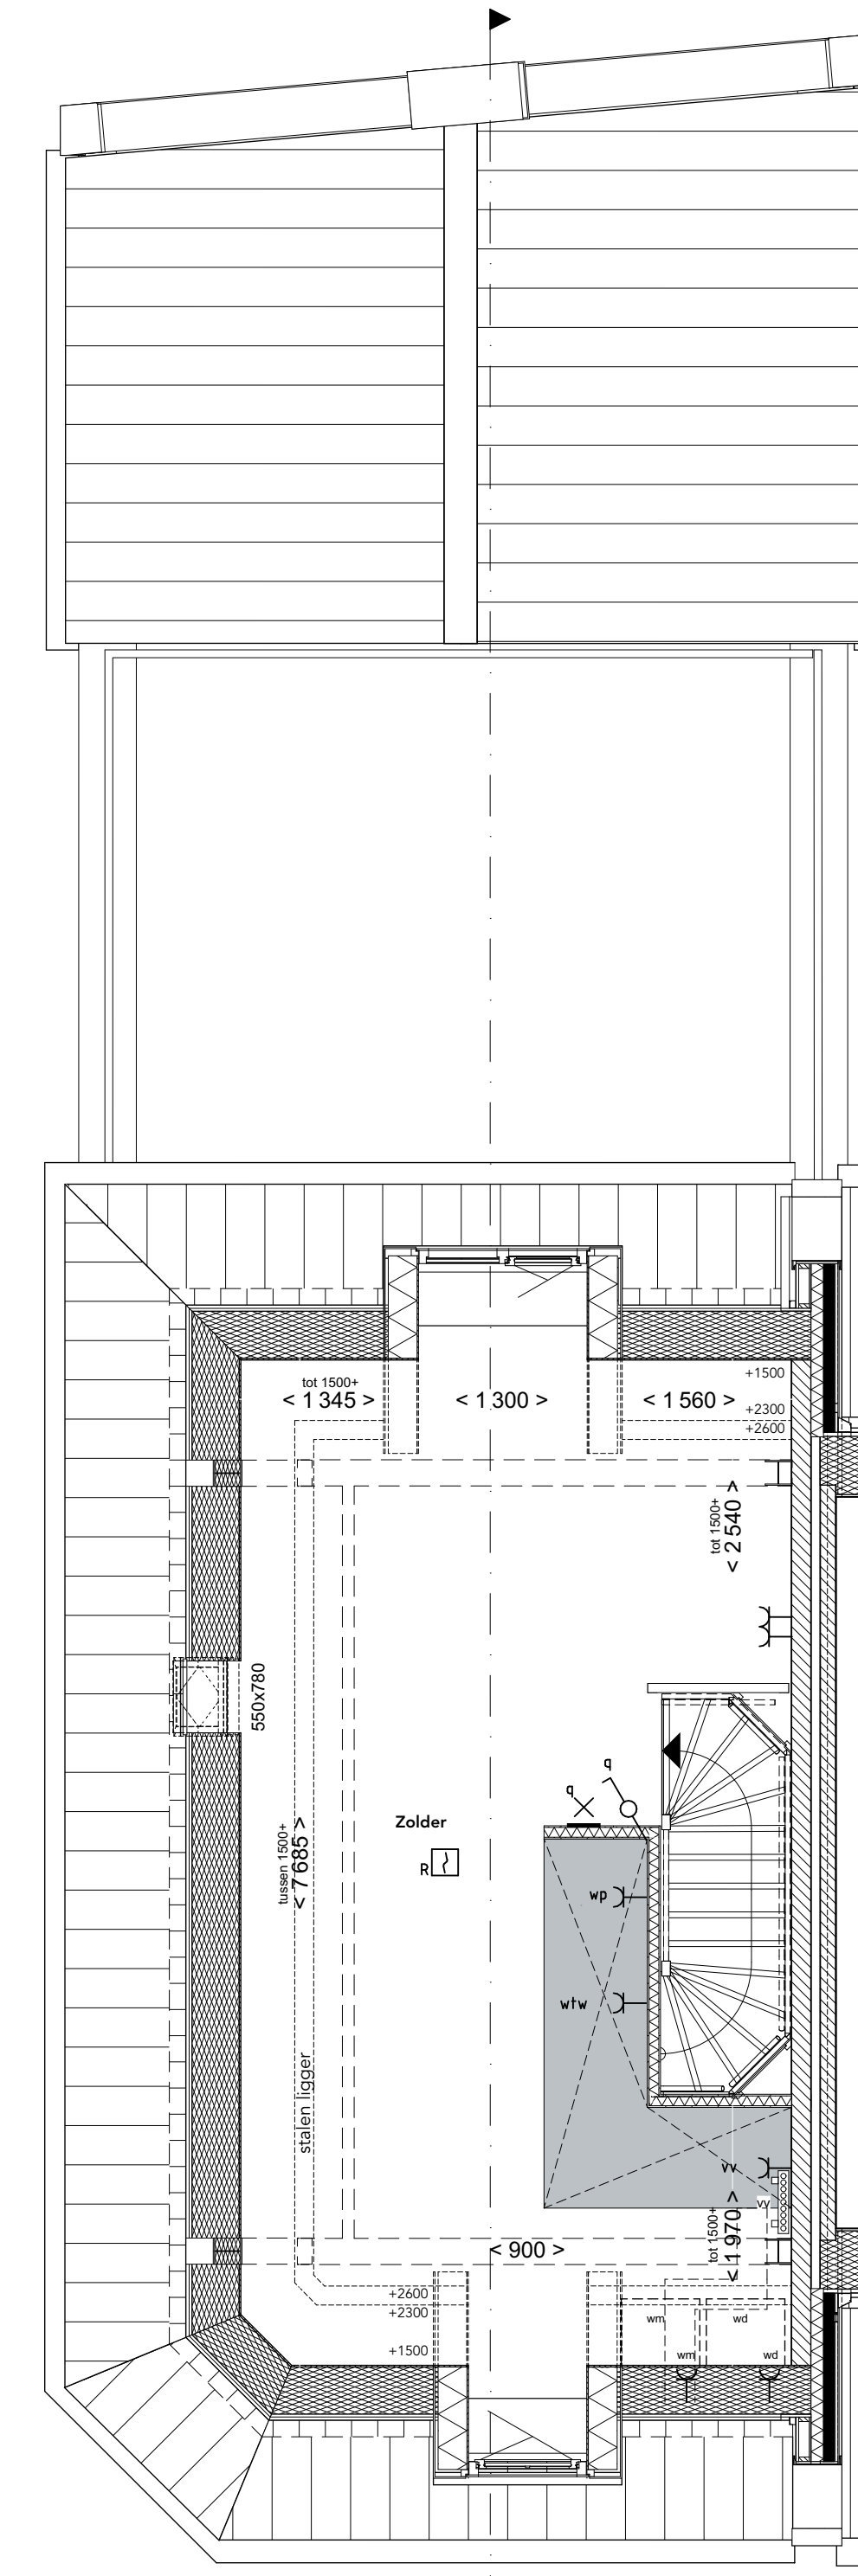 +1500
tot 1500+
< 1 345 >
< 1 300 >
< 1 560 >
+2300
+2600
tot 1500+
< 2 540 >
550x780
q
q
Zolder
tussen 1500+
< 7 685 >
R
wp
wtw
stalen ligger
vv
vv
tot 1500+
< 1 970 >
< 900 >
+2600
+2300
wm
wd
+1500
wm
wd